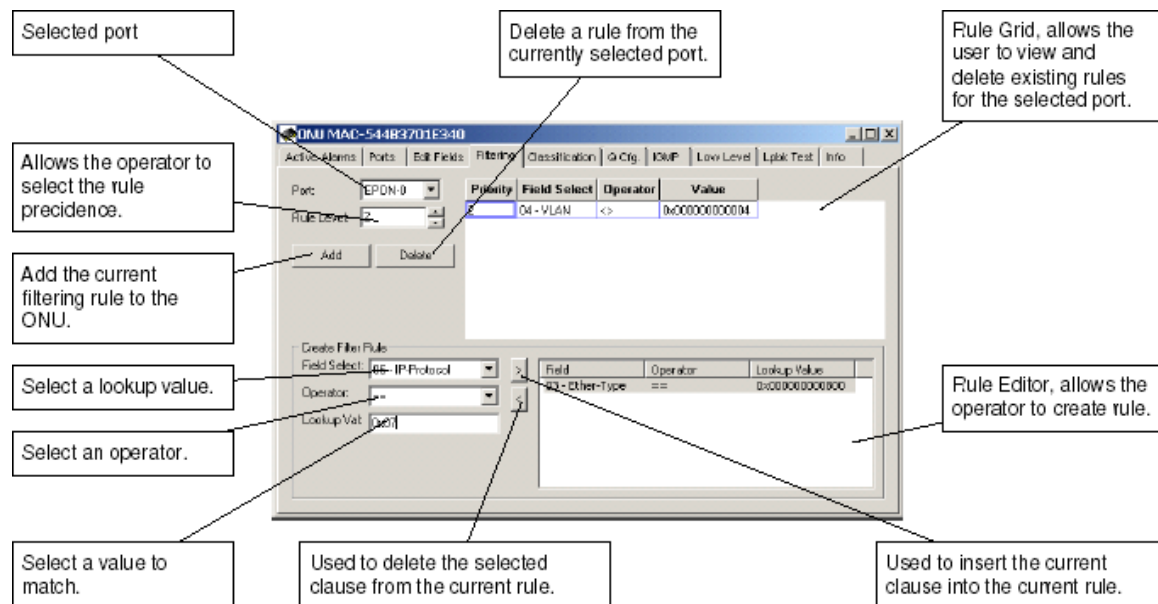 Selected port
Delete a rule from the
currently selected port.
Rule Grid, allows the
user to view and
delete existing rules
for the selected port.
ONU MAC-54483701E340
Active Alarms Ports Edit Fields Filtering Classification Q Cfg. IGMP Low Level Lpbk Test Info
Allows the operator to
select the rule
precidence.
Port: EPON-0
Rule Level: 2
Priority Field Select Operator Value
04 - VLAN <> 0x000000000004
Add Delete
Add the current
filtering rule to the
ONU.
Create Filter Rule
Field Select: IP-Protocol >
Operator: == <
Lookup Val:
Field Operator Lookup Value
03 - Ether-Type ==
Select a lookup value.
Rule Editor, allows the
operator to create rule.
Select an operator.
Select a value to
match.
Used to delete the selected
clause from the current rule.
Used to insert the current
clause into the current rule.